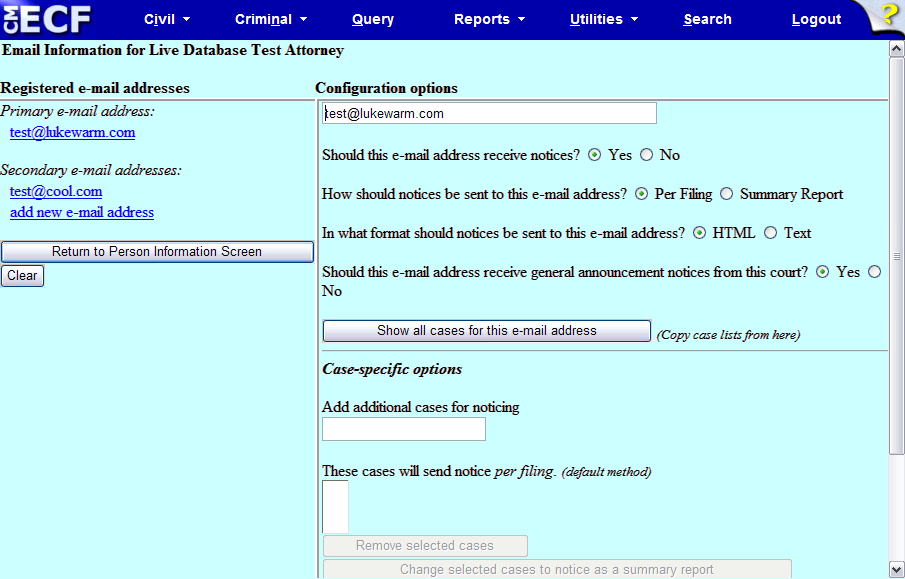 CM ECF Civil Criminal Query Reports Utilities Search Logout ?
Email Information for Live Database Test Attorney
Registered e-mail addresses
Primary e-mail address:
test@lukewarm.com
Secondary e-mail addresses:
test@cool.com
add new e-mail address
Return to Person Information Screen
Clear
Configuration options
test@lukewarm.com
Should this e-mail address receive notices? Yes No
How should notices be sent to this e-mail address? Per Filing Summary Report
In what format should notices be sent to this e-mail address? HTML Text
Should this e-mail address receive general announcement notices from this court? Yes
No
Show all cases for this e-mail address (Copy case lists from here)
Case-specific options
Add additional cases for noticing
These cases will send notice per filing. (default method)
Remove selected cases
Change selected cases to notice as a summary report